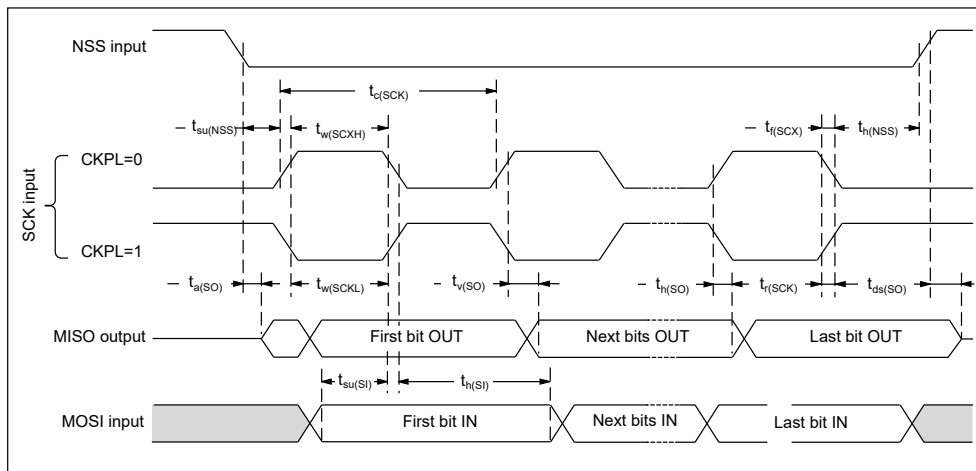 NSS input
tc(SCK)
tsu(NSS)
tw(SCXH)
tf(SCX)
th(NSS)
SCK input
CKPL=0
CKPL=1
ta(SO)
tw(SCKL)
tv(SO)
th(SO)
tr(SCK)
tds(SO)
MISO output
First bit OUT
Next bits OUT
Last bit OUT
tsu(SI)
th(SI)
MOSI input
First bit IN
Next bits IN
Last bit IN